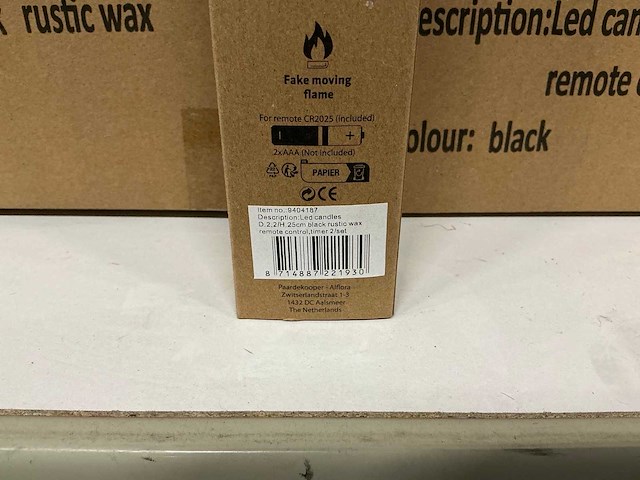 rustic wax
escription:Led can
remote
olour: black
Fake moving
flame
For remote CR2025 (included)
+
2xAAA (Not included)
PAPIER
CE
Item no.:9404187
Description:Led candles
D.2,2/H.25cm black rustic wax
remote control,timer 2/set
8 714887 221930
Paardekooper - Alflora
Zwitserlandstraat 1-3
1432 DC Aalsmeer
The Netherlands